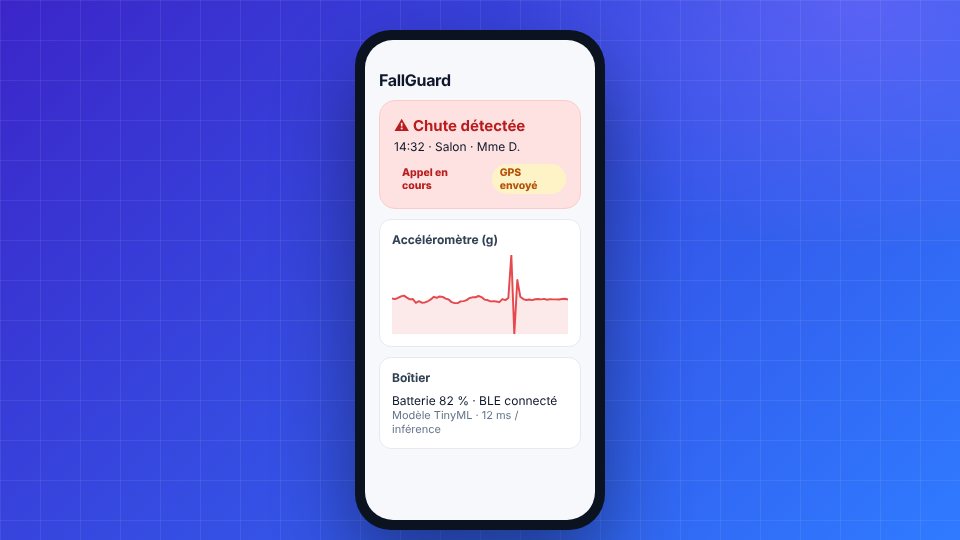 FallGuard
⚠ Chute détectée
14:32 · Salon · Mme D.
Appel en
cours
GPS
envoyé
Accéléromètre (g)
Boîtier
Batterie 82 % · BLE connecté
Modèle TinyML · 12 ms /
inférence